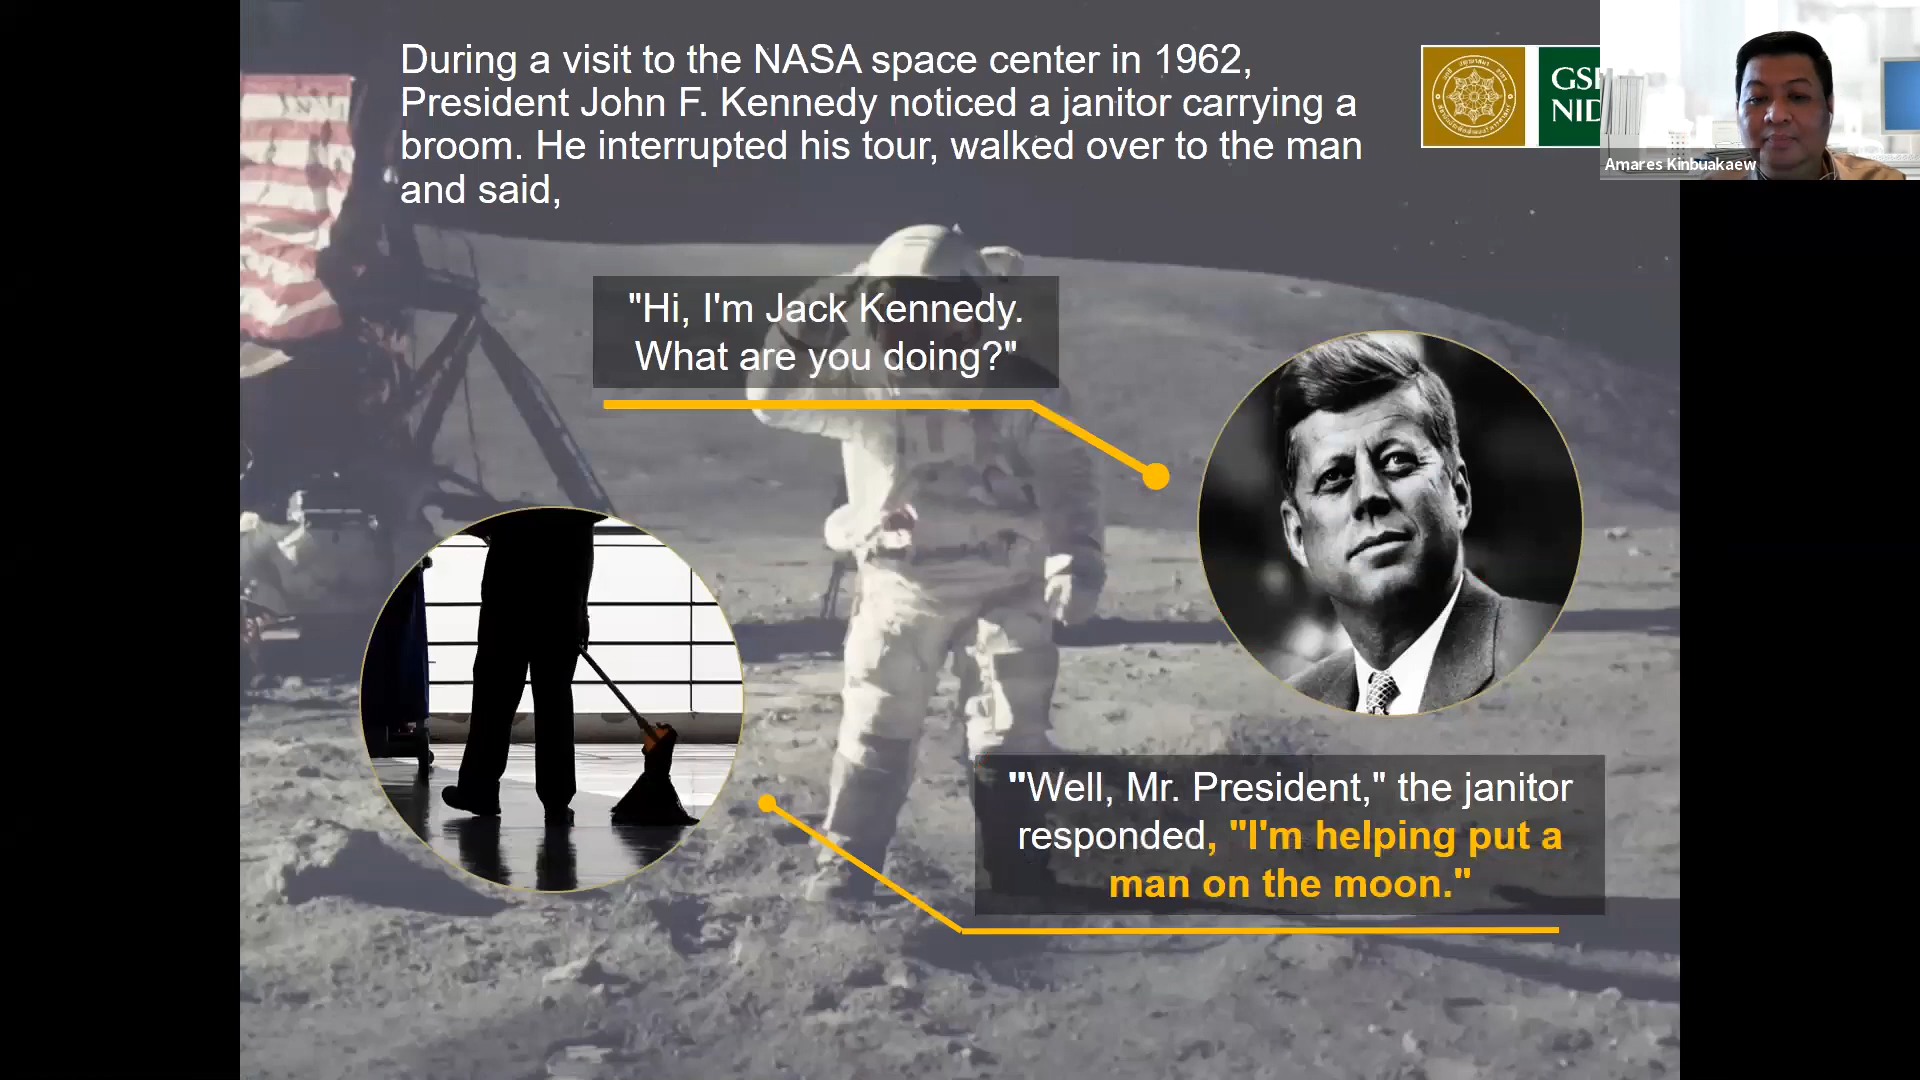 During a visit to the NASA space center in 1962,
President John F. Kennedy noticed a janitor carrying a
broom. He interrupted his tour, walked over to the man
and said,
GS
NID
Amares Kinbuakaew
"Hi, I'm Jack Kennedy.
What are you doing?"
"Well, Mr. President," the janitor
responded, "I'm helping put a
man on the moon."